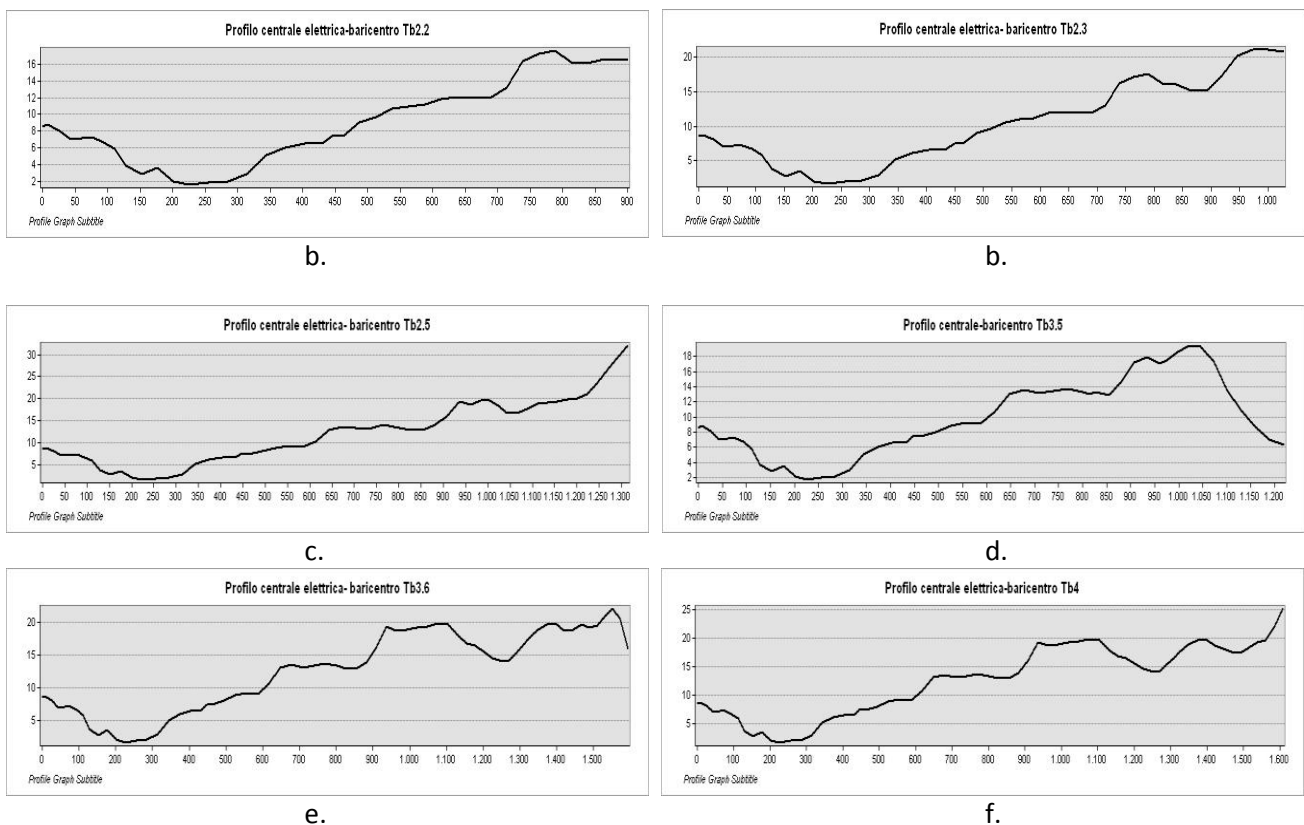 Profilo centrale elettrica-baricentro Tb2.2
16
14
12
10
8
6
4
2
0 50 100 150 200 250 300 350 400 450 500 550 600 650 700 750 800 850 900
Profile Graph Subtitle
b.
Profilo centrale elettrica- baricentro Tb2.3
20
15
10
5
0 50 100 150 200 250 300 350 400 450 500 550 600 650 700 750 800 850 900 950 1.000
Profile Graph Subtitle
b.
Profilo centrale elettrica- baricentro Tb2.5
30
25
20
15
10
5
0 50 100 150 200 250 300 350 400 450 500 550 600 650 700 750 800 850 900 950 1.000 1.050 1.100 1.150 1.200 1.250 1.300
Profile Graph Subtitle
c.
Profilo centrale-baricentro Tb3.5
18
16
14
12
10
8
6
4
2
0 50 100 150 200 250 300 350 400 450 500 550 600 650 700 750 800 850 900 950 1.000 1.050 1.100 1.150 1.200
Profile Graph Subtitle
d.
Profilo centrale elettrica- baricentro Tb3.6
20
15
10
5
0 100 200 300 400 500 600 700 800 900 1.000 1.100 1.200 1.300 1.400 1.500
Profile Graph Subtitle
e.
Profilo centrale elettrica-baricentro Tb4
25
20
15
10
5
0 100 200 300 400 500 600 700 800 900 1.000 1.100 1.200 1.300 1.400 1.500 1.600
Profile Graph Subtitle
f.